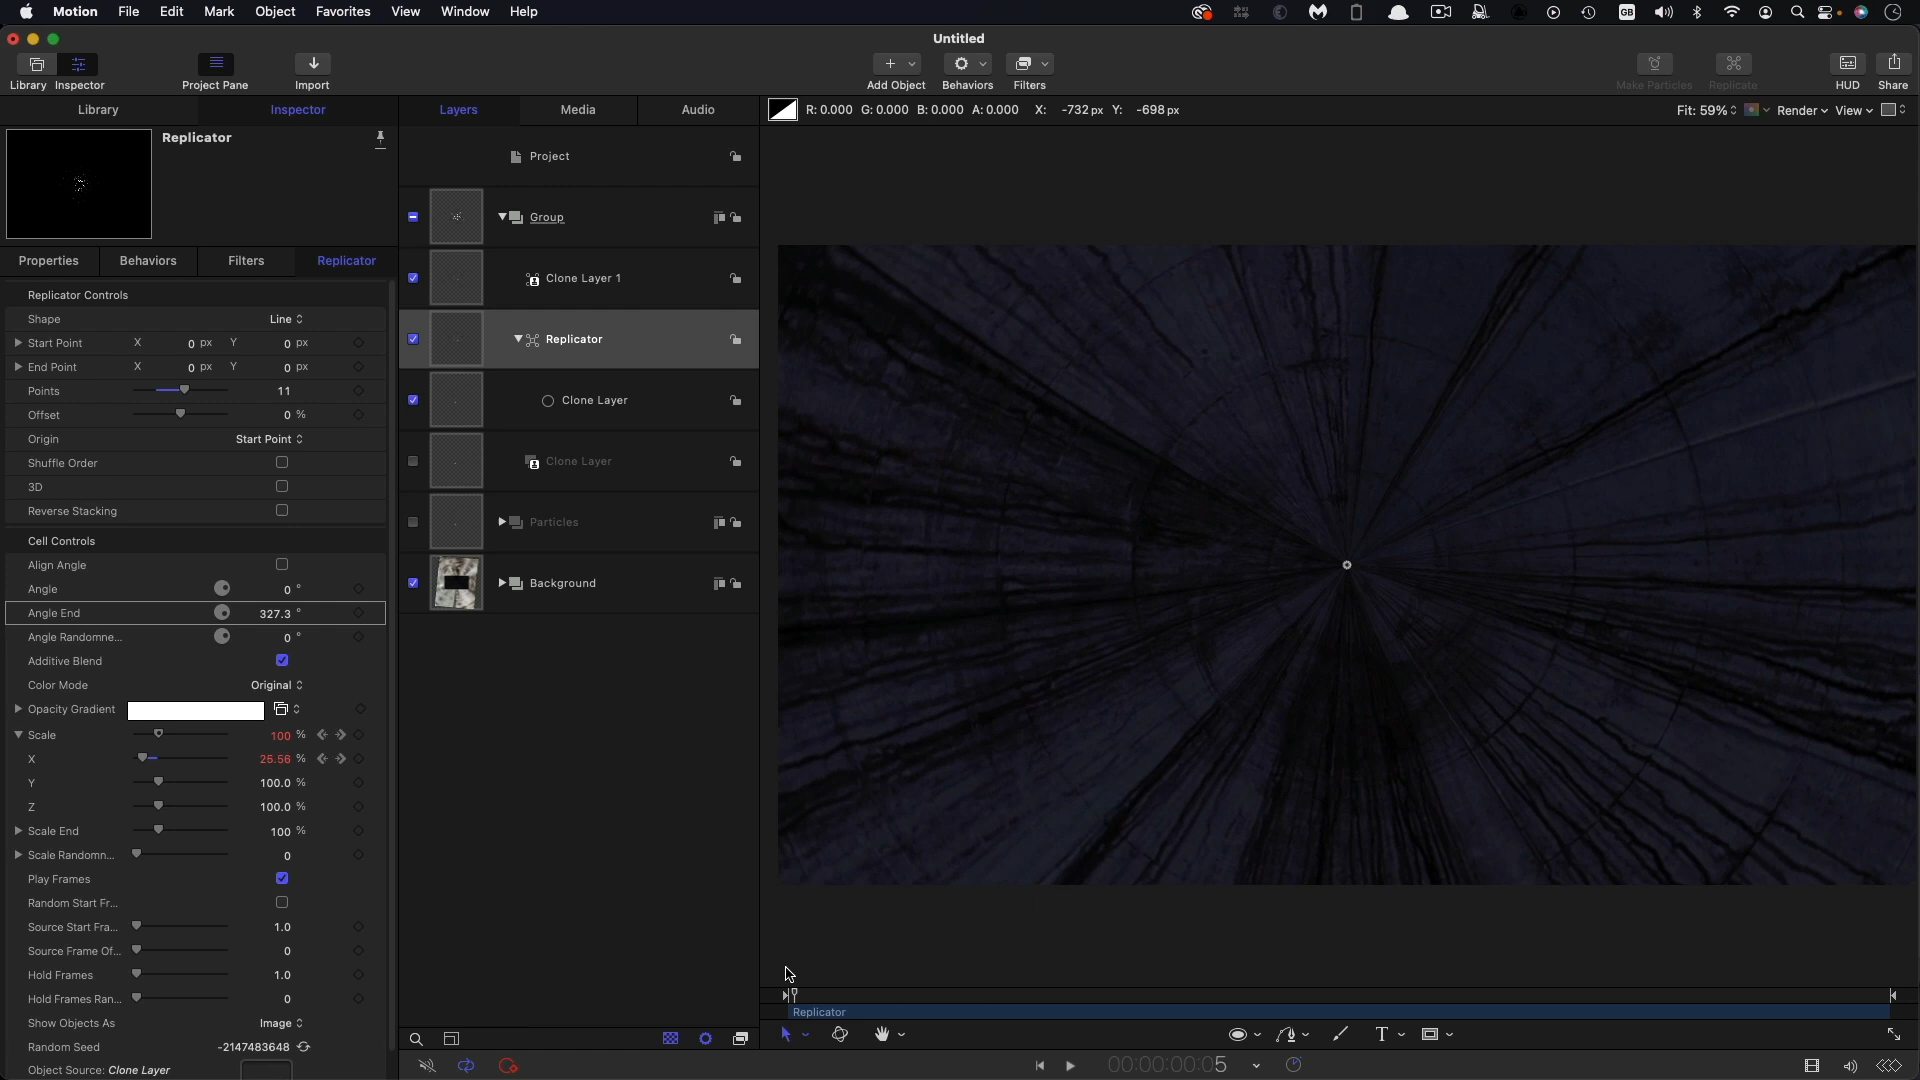 Motion File Edit Mark Object Favorites View Window Help GB
Untitled
Library Inspector Project Pane Import Add Object Behaviors Filters Make Particles Replicate HUD Share
Library Inspector Layers Media Audio R: 0.000 G: 0.000 B: 0.000 A: 0.000 X: -732 px Y: -698 px Fit: 59% Render View
Replicator
Properties Behaviors Filters Replicator
Replicator Controls
Shape Line
Start Point X 0 px Y 0 px
End Point X 0 px Y 0 px
Points 11
Offset 0 %
Origin Start Point
Shuffle Order
3D
Reverse Stacking
Cell Controls
Align Angle
Angle 0 °
Angle End 327.3 °
Angle Randomne... 0 °
Additive Blend
Color Mode Original
Opacity Gradient
Scale 100 %
X 25.56 %
Y 100.0 %
Z 100.0 %
Scale End 100 %
Scale Randomn... 0
Play Frames
Random Start Fr...
Source Start Fra... 1.0
Source Frame Of... 0
Hold Frames 1.0
Hold Frames Ran... 0
Show Objects As Image
Random Seed -2147483648
Object Source: Clone Layer
Project
Group
Clone Layer 1
Replicator
Clone Layer
Clone Layer
Particles
Background
Replicator
T
00:00:00:05